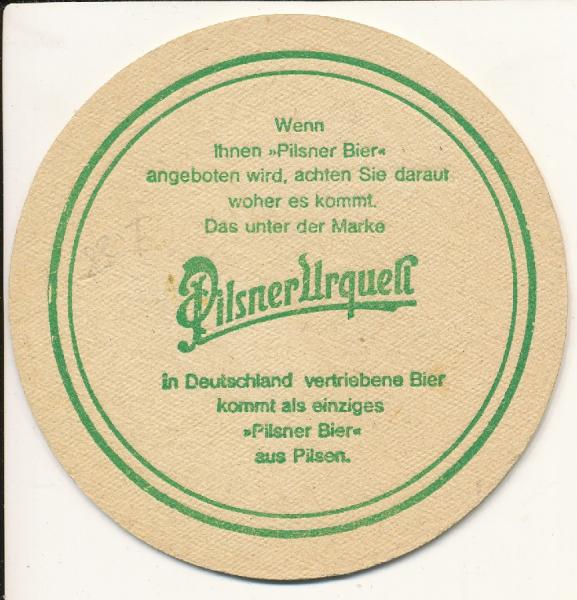 Wenn
Ihnen »Pilsner Bier«
angeboten wird, achten Sie darauf
woher es kommt.
Das unter der Marke
Pilsner Urquell
in Deutschland vertriebene Bier
kommt als einziges
»Pilsner Bier«
aus Pilsen.